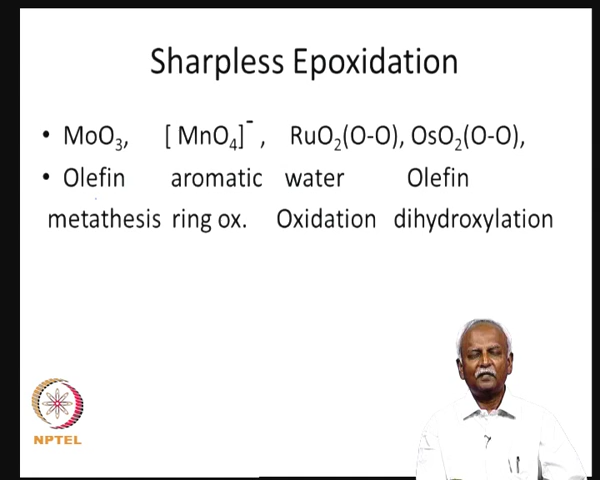 Sharpless Epoxidation
• MoO₃, [ MnO₄]⁻ , RuO₂(O-O), OsO₂(O-O),
• Olefin aromatic water Olefin
metathesis ring ox. Oxidation dihydroxylation
NPTEL